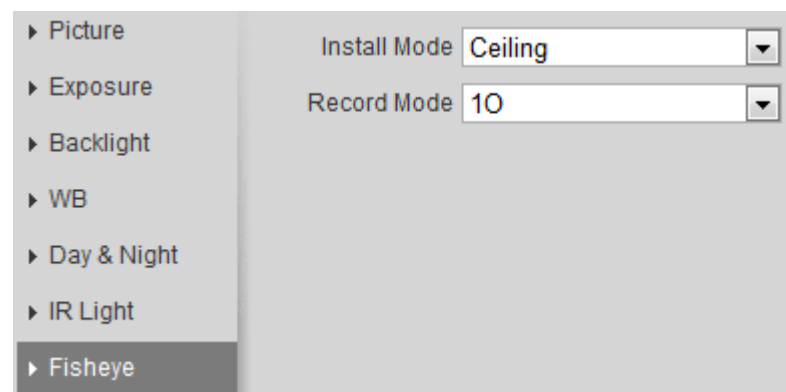 Picture
Exposure
Backlight
WB
Day & Night
IR Light
Fisheye
Install Mode Ceiling
Record Mode 1O